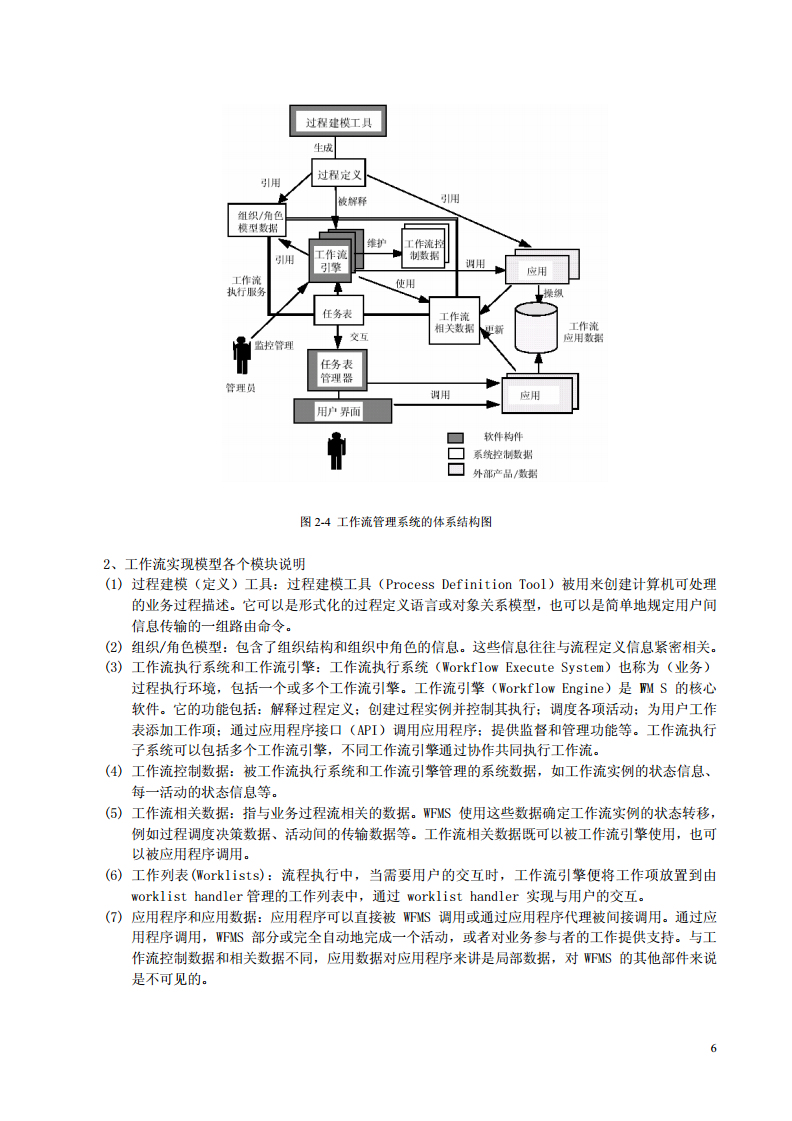 过程建模工具
生成
过程定义
引用
被解释
引用
组织/角色
模型数据
维护
工作流控
制数据
工作流
引擎
引用
调用
应用
工作流
执行服务
使用
操纵
任务表
工作流
相关数据
更新
工作流
应用数据
监控管理
交互
管理员
任务表
管理器
调用
应用
用户界面
软件构件
系统控制数据
外部产品/数据
图 2-4 工作流管理系统的体系结构图
2、工作流实现模型各个模块说明
(1) 过程建模（定义）工具：过程建模工具（Process Definition Tool）被用来创建计算机可处理
的业务过程描述。它可以是形式化的过程定义语言或对象关系模型，也可以是简单地规定用户间
信息传输的一组路由命令。
(2) 组织/角色模型：包含了组织结构和组织中角色的信息。这些信息往往与流程定义信息紧密相关。
(3) 工作流执行系统和工作流引擎：工作流执行系统（Workflow Execute System）也称为（业务）
过程执行环境，包括一个或多个工作流引擎。工作流引擎（Workflow Engine）是 WM S 的核心
软件。它的功能包括：解释过程定义；创建过程实例并控制其执行；调度各项活动；为用户工作
表添加工作项；通过应用程序接口（API）调用应用程序；提供监督和管理功能等。工作流执行
子系统可以包括多个工作流引擎，不同工作流引擎通过协作共同执行工作流。
(4) 工作流控制数据：被工作流执行系统和工作流引擎管理的系统数据，如工作流实例的状态信息、
每一活动的状态信息等。
(5) 工作流相关数据：指与业务过程流相关的数据。WFMS 使用这些数据确定工作流实例的状态转移，
例如过程调度决策数据、活动间的传输数据等。工作流相关数据既可以被工作流引擎使用，也可
以被应用程序调用。
(6) 工作列表(Worklists)：流程执行中，当需要用户的交互时，工作流引擎便将工作项放置到由
worklist handler 管理的工作列表中，通过 worklist handler 实现与用户的交互。
(7) 应用程序和应用数据：应用程序可以直接被 WFMS 调用或通过应用程序代理被间接调用。通过应
用程序调用，WFMS 部分或完全自动地完成一个活动，或者对业务参与者的工作提供支持。与工
作流控制数据和相关数据不同，应用数据对应用程序来讲是局部数据，对 WFMS 的其他部件来说
是不可见的。
6